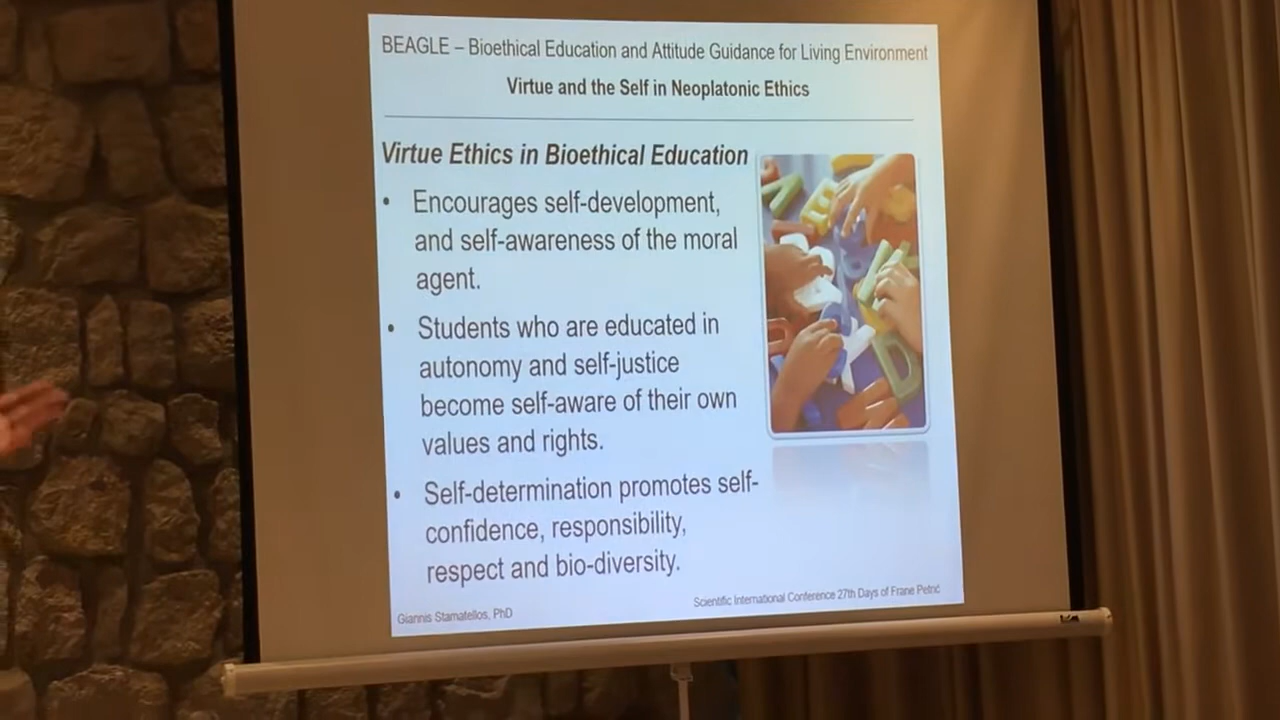 BEAGLE – Bioethical Education and Attitude Guidance for Living Environment
Virtue and the Self in Neoplatonic Ethics
Virtue Ethics in Bioethical Education
• Encourages self-development,
and self-awareness of the moral
agent.
• Students who are educated in
autonomy and self-justice
become self-aware of their own
values and rights.
• Self-determination promotes self-
confidence, responsibility,
respect and bio-diversity.
Giannis Stamatellos, PhD
Scientific International Conference 27th Days of Frane Petrić